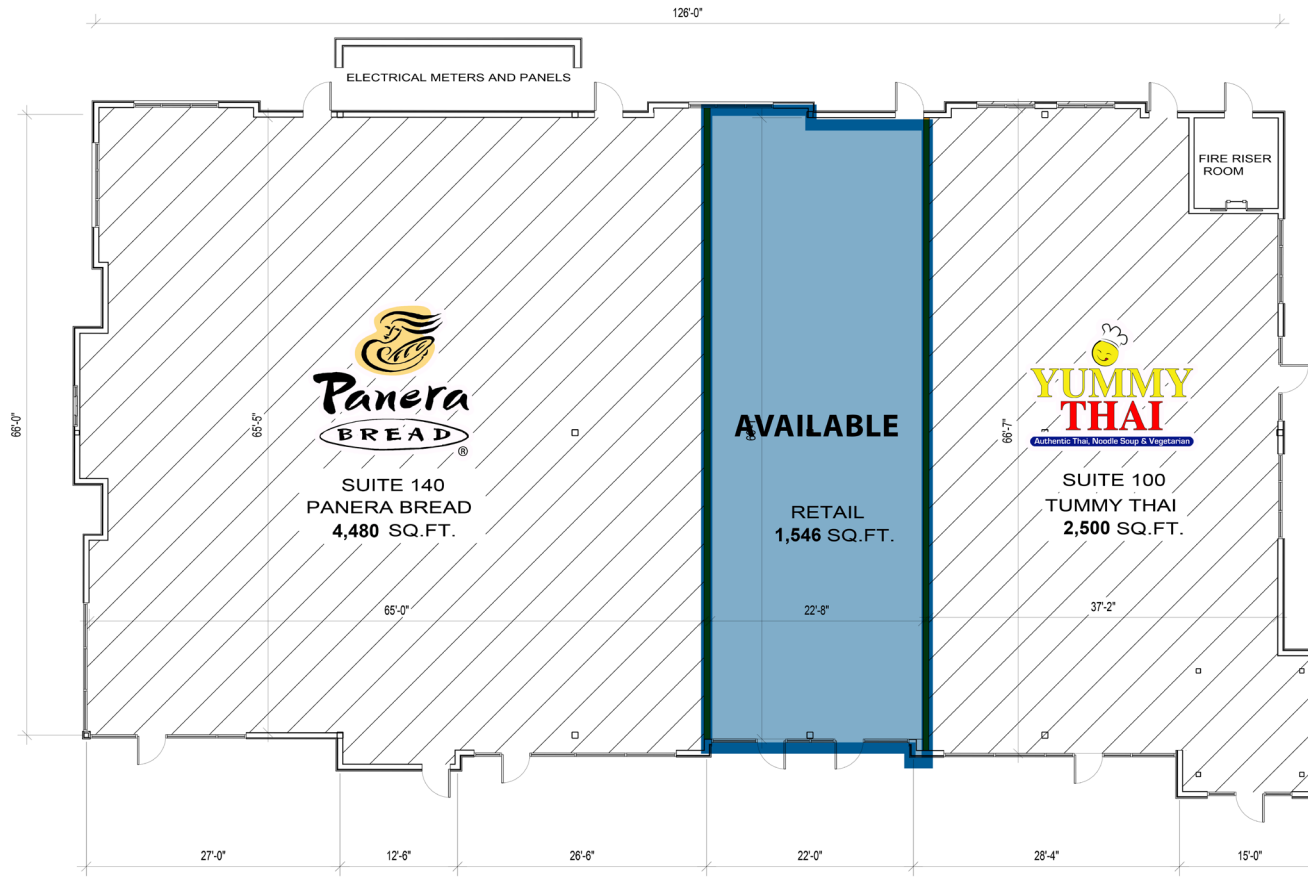 126'-0"
ELECTRICAL METERS AND PANELS
FIRE RISER
ROOM
66'-0"
65'-5"
Panera
BREAD
®
SUITE 140
PANERA BREAD
4,480 SQ.FT.
AVAILABLE
RETAIL
1,546 SQ.FT.
66'-7"
YUMMY
THAI
Authentic Thai, Noodle Soup & Vegetarian
SUITE 100
TUMMY THAI
2,500 SQ.FT.
65'-0"
22'-8"
37'-2"
27'-0"
12'-6"
26'-6"
22'-0"
28'-4"
15'-0"